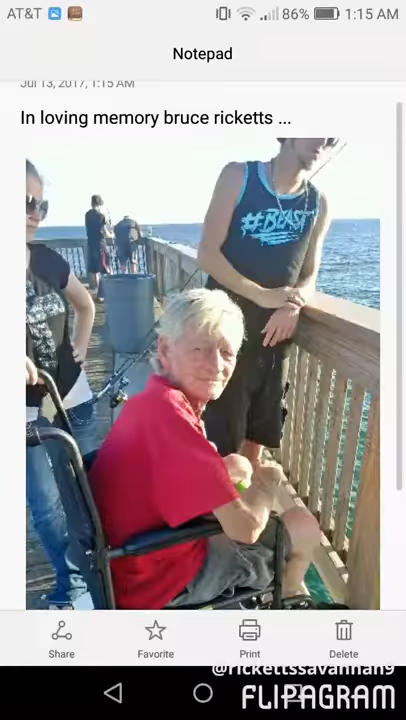 AT&T 86% 1:15 AM
Notepad
Jul 13, 2017, 1:15 AM
In loving memory bruce ricketts ...
#BEAST
Share Favorite Print Delete
@rickettssavannah9
FLIPAGRAM